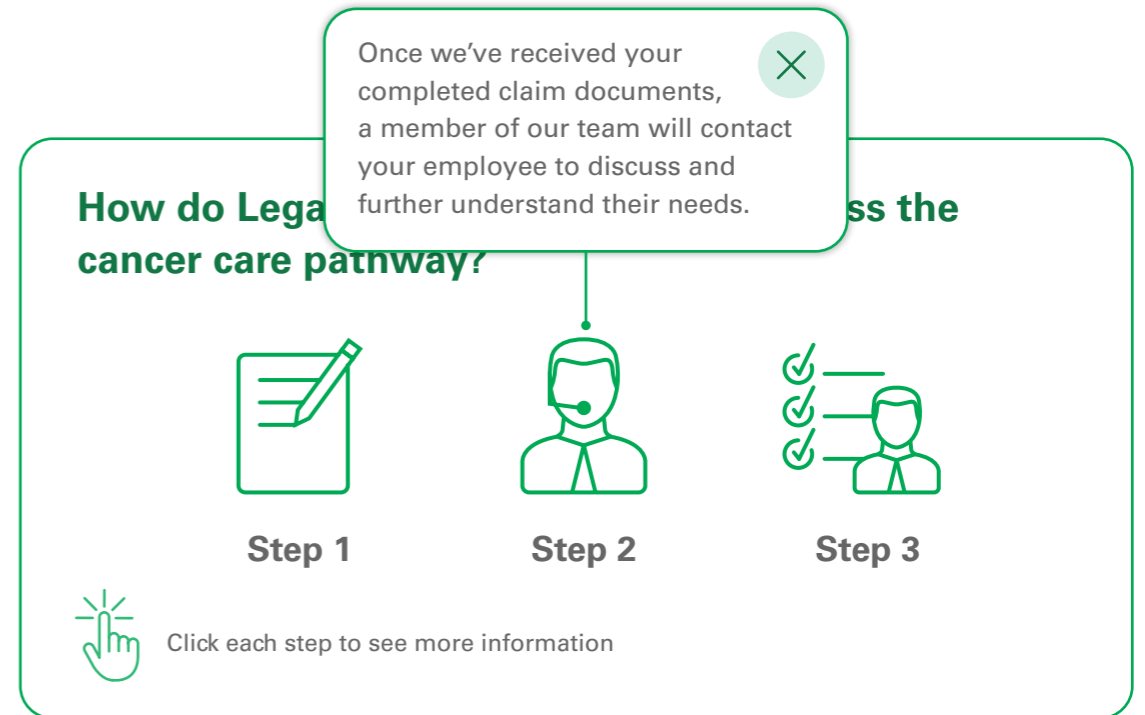 Once we've received your
completed claim documents,
a member of our team will contact
your employee to discuss and
further understand their needs.
How do Lega ss the
cancer care pathway?
Step 1
Step 2
Step 3
Click each step to see more information